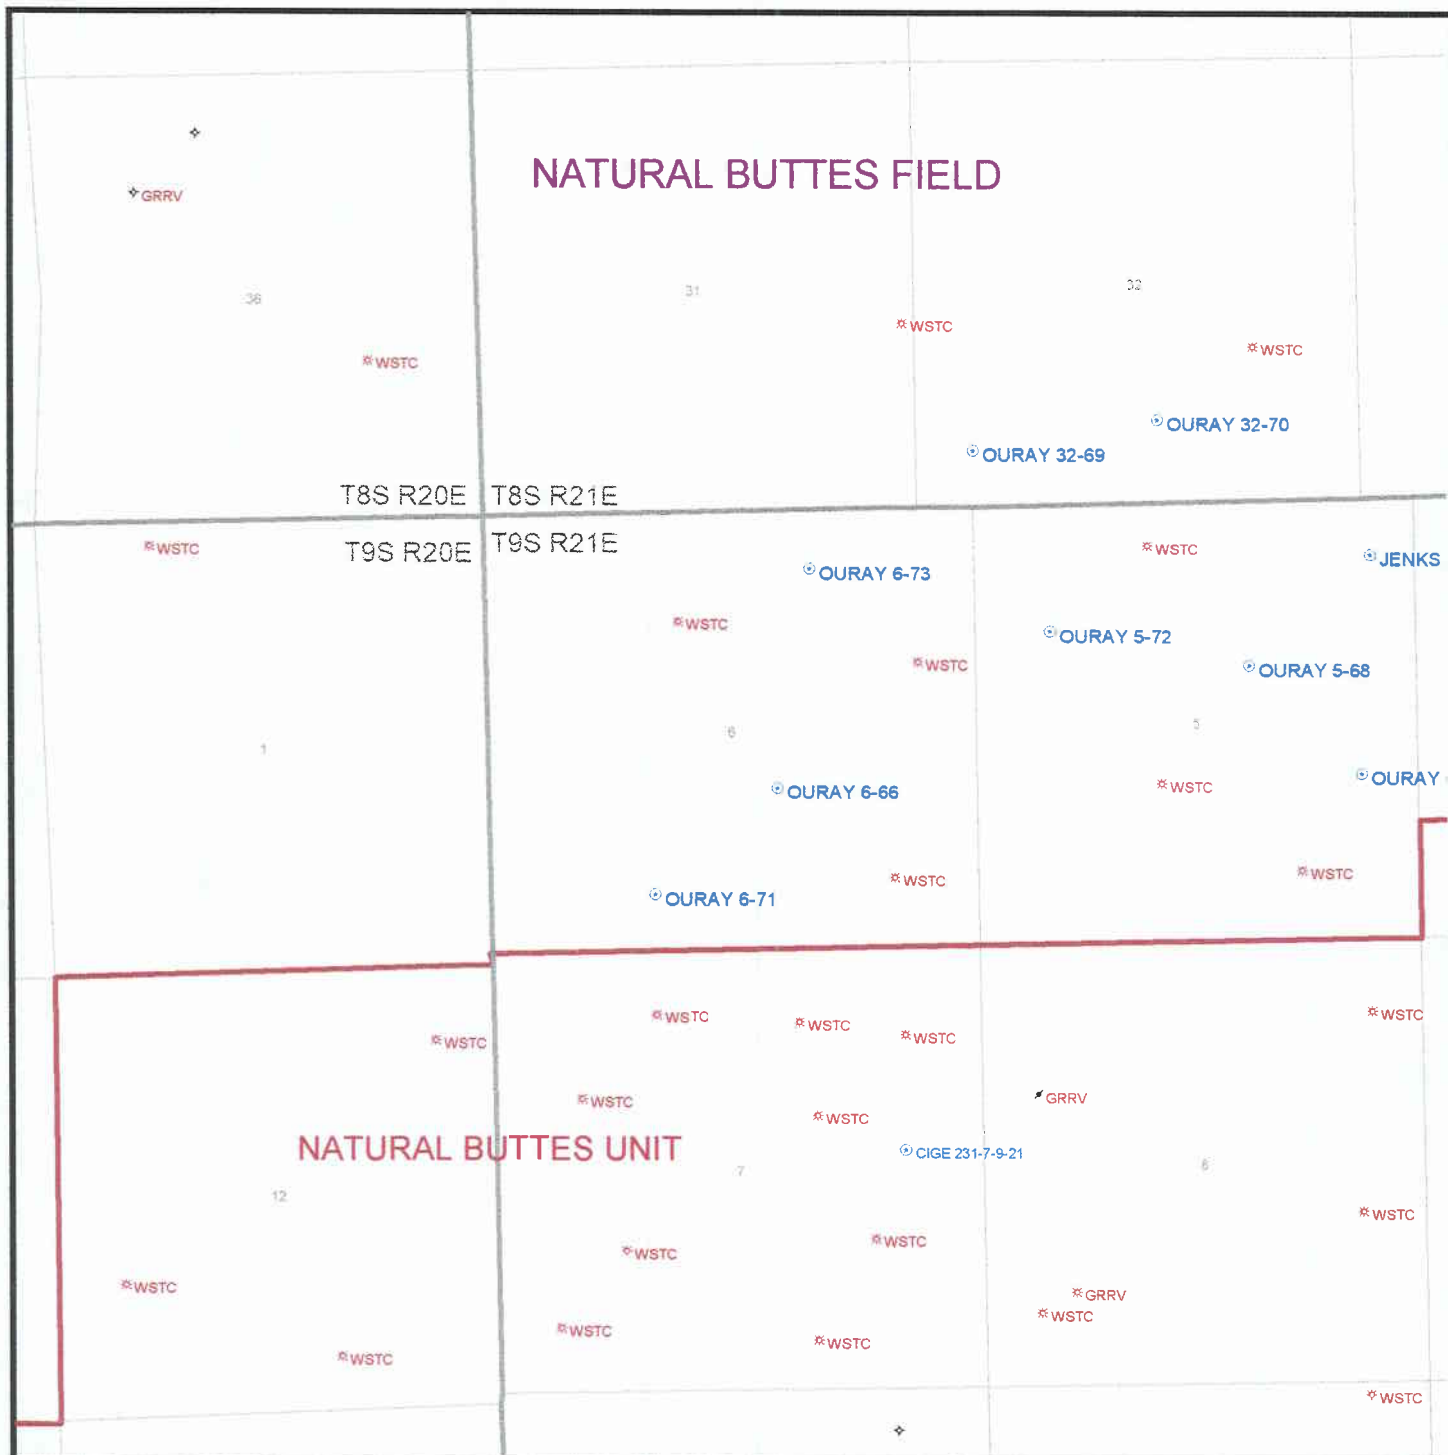 NATURAL BUTTES FIELD
GRRV
36
31
32
WSTC
WSTC
WSTC
OURAY 32-70
OURAY 32-69
T8S R20E
T8S R21E
T9S R20E
T9S R21E
WSTC
WSTC
JENKS
OURAY 6-73
WSTC
OURAY 5-72
WSTC
OURAY 5-68
6
5
1
OURAY
WSTC
OURAY 6-66
WSTC
WSTC
OURAY 6-71
WSTC
WSTC
WSTC
WSTC
WSTC
GRRV
WSTC
WSTC
NATURAL BUTTES UNIT
CIGE 231-7-9-21
7
8
12
WSTC
WSTC
WSTC
WSTC
GRRV
WSTC
WSTC
WSTC
WSTC
WSTC